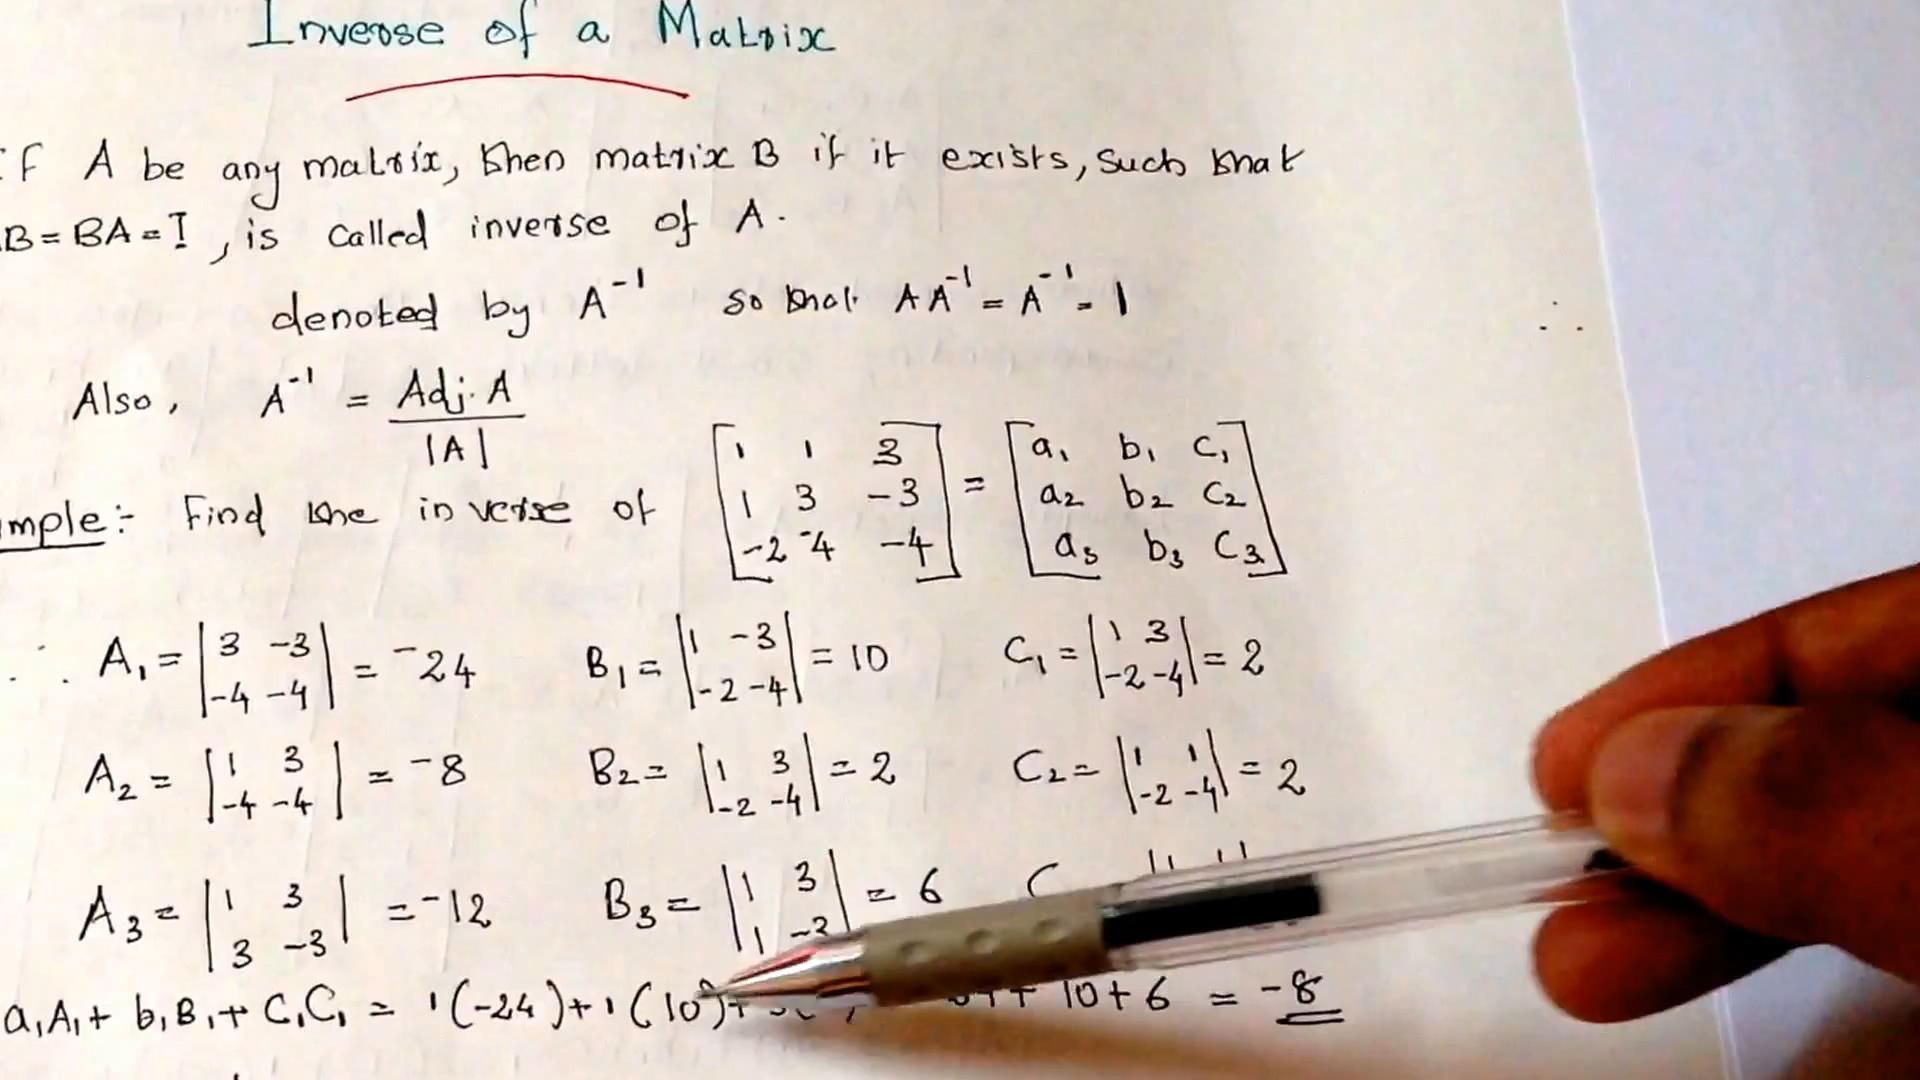 Inverse of a Matrix
If A be any matrix, then matrix B if it exists, such that
B = BA = I, is called inverse of A.
denoted by A⁻¹ so that AA⁻¹ = A⁻¹ = 1
Also, A⁻¹ = Adj. A / |A|
mple:- Find the inverse of [1 1 3; 1 3 -3; -2 -4 -4] = [a₁ b₁ c₁; a₂ b₂ c₂; a₃ b₃ c₃]
∴ A₁ = |3 -3; -4 -4| = -24 B₁ = |1 -3; -2 -4| = 10 C₁ = |1 3; -2 -4| = 2
A₂ = |1 3; -4 -4| = -8 B₂ = |1 3; -2 -4| = 2 C₂ = |1 1; -2 -4| = 2
A₃ = |1 3; 3 -3| = -12 B₃ = |1 3; 1 -3| = 6 C
a₁A₁ + b₁B₁ + C₁C₁ = 1(-24) + 1(10) + 10 + 6 = -8